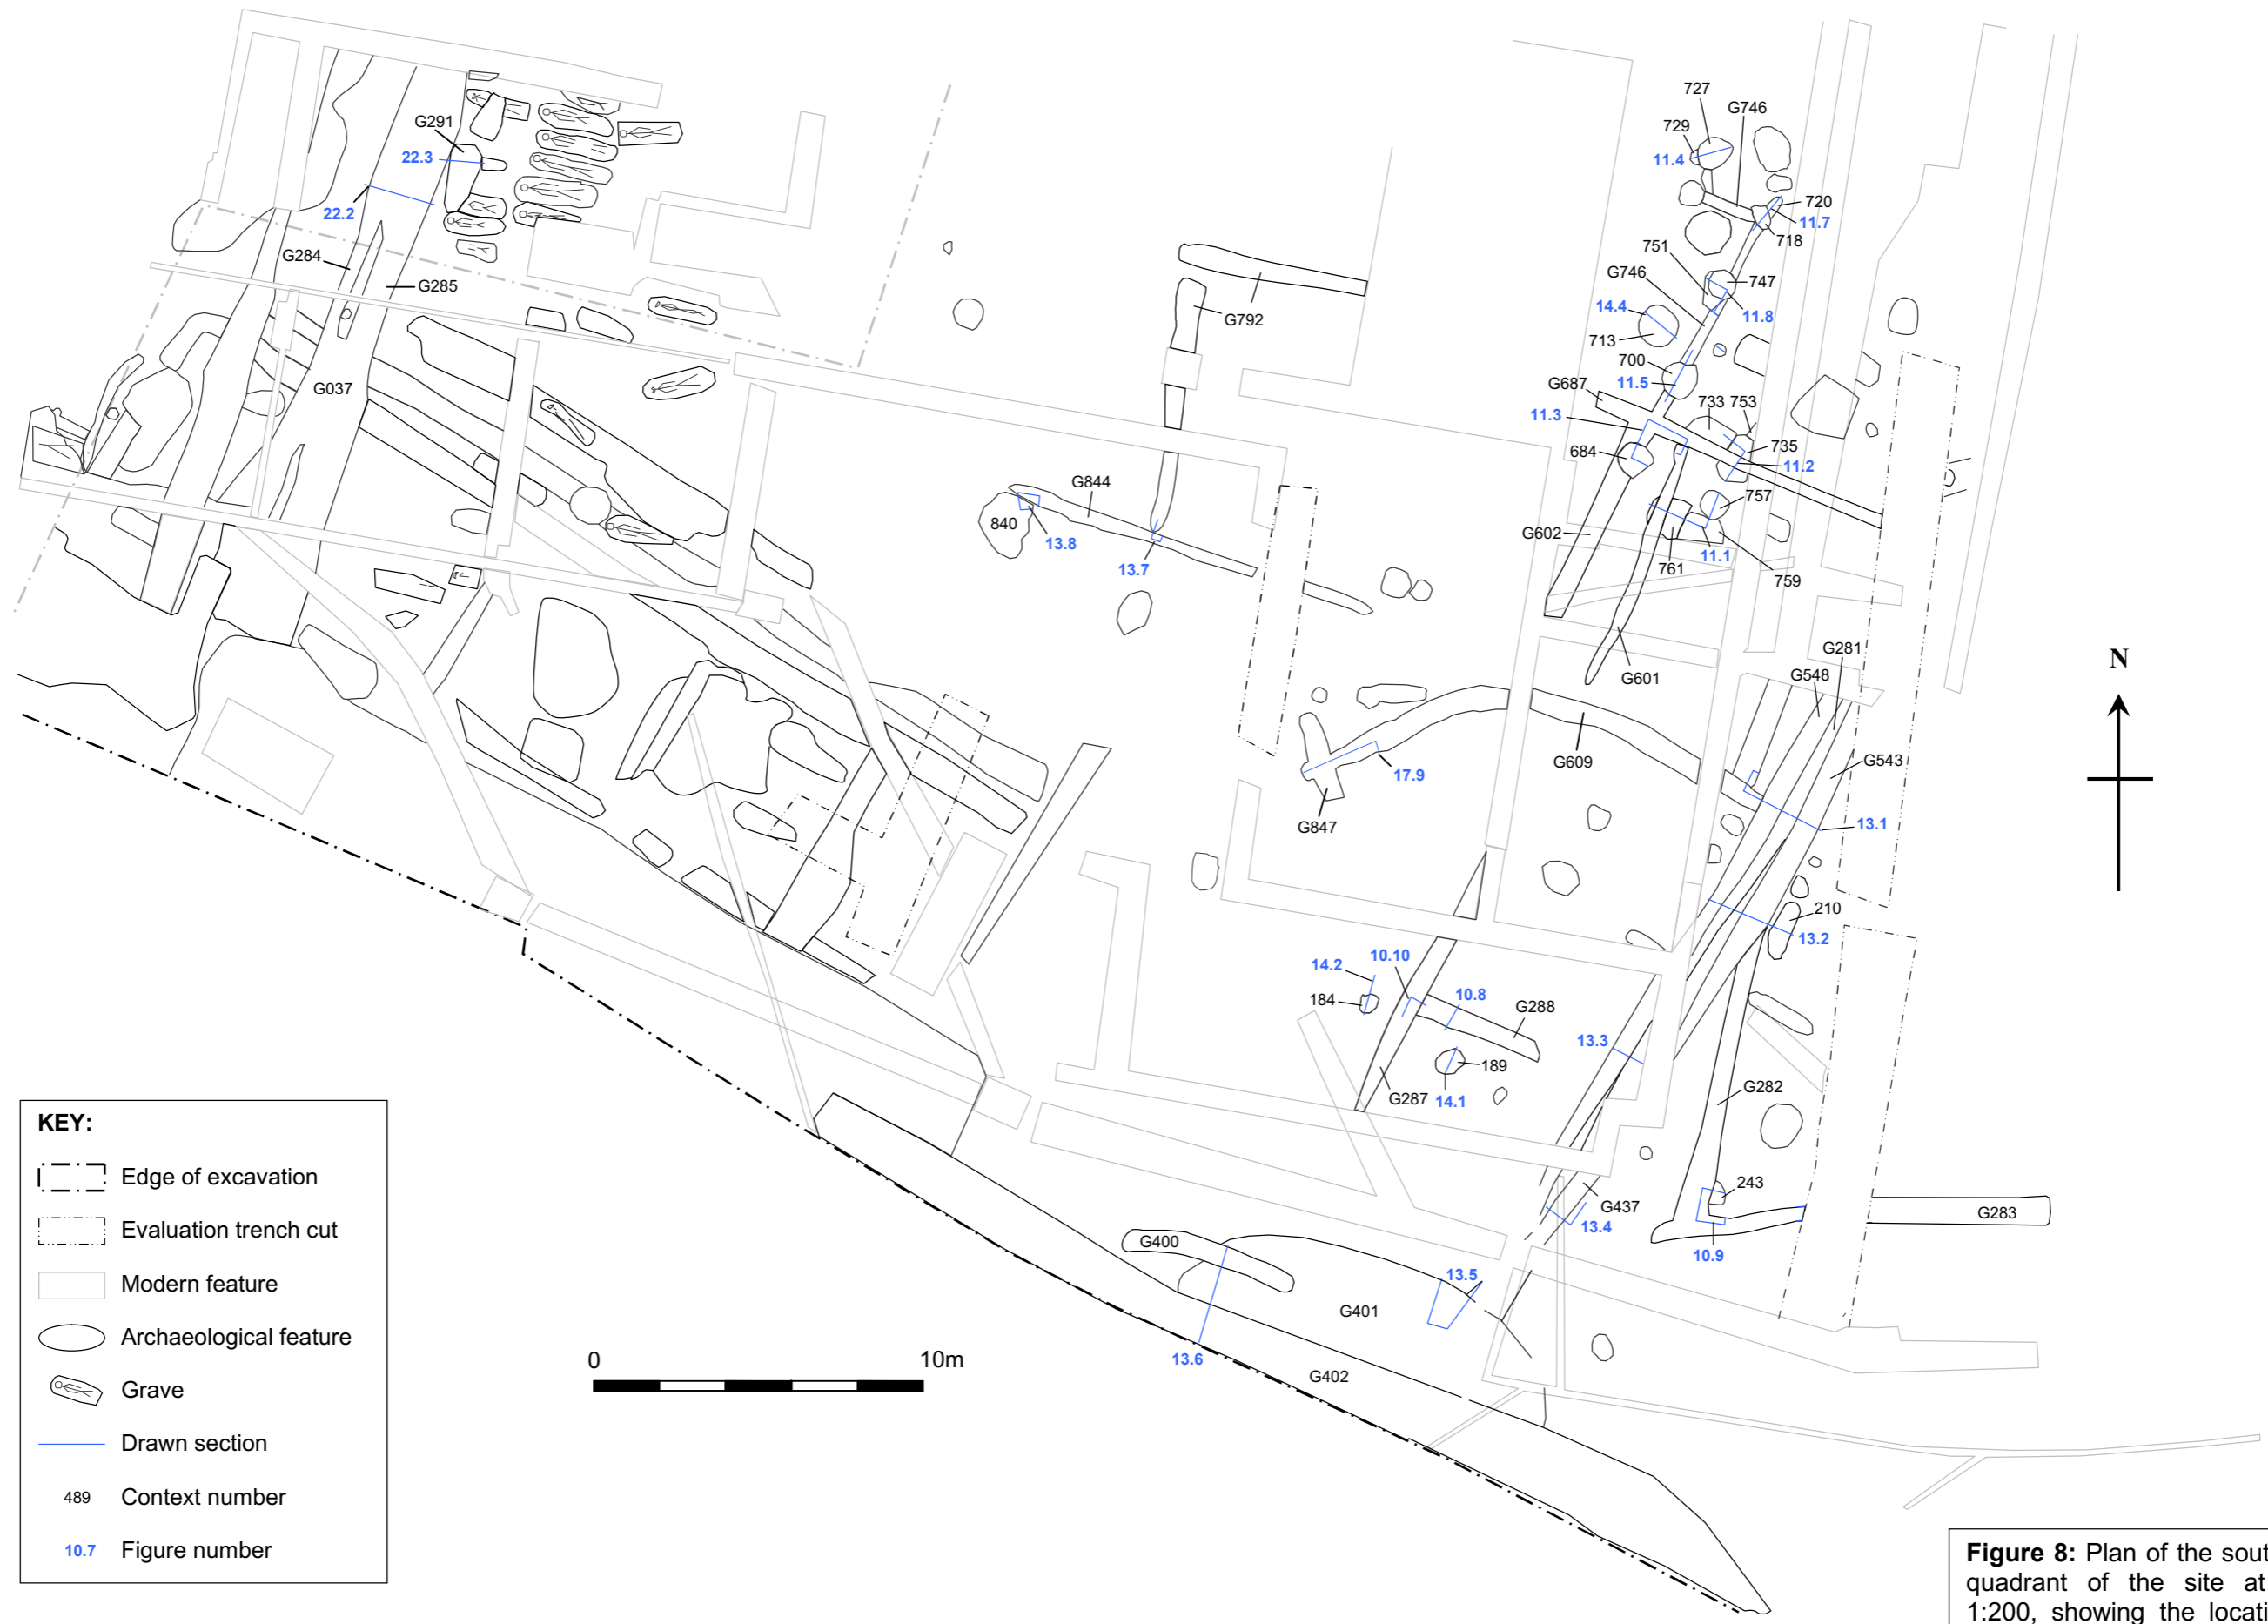 727
G746
729
11.4
G291
22.3
720
11.7
718
22.2
751
G746
747
G284
G285
14.4
11.8
G792
713
700
G687
11.5
G037
11.3
733
753
684
735
11.2
G844
757
840
13.8
G602
11.1
13.7
761
759
G281
N
G601
G548
G609
G543
17.9
13.1
G847
210
13.2
10.10
14.2
10.8
184
G288
13.3
189
G282
G287
14.1
KEY:
Edge of excavation
243
G437
G283
Evaluation trench cut
13.4
G400
10.9
Modern feature
13.5
G401
Archaeological feature
0
10m
13.6
G402
Grave
Drawn section
489
Context number
10.7
Figure number
Figure 8: Plan of the sout
quadrant of the site at
1:200, showing the locati